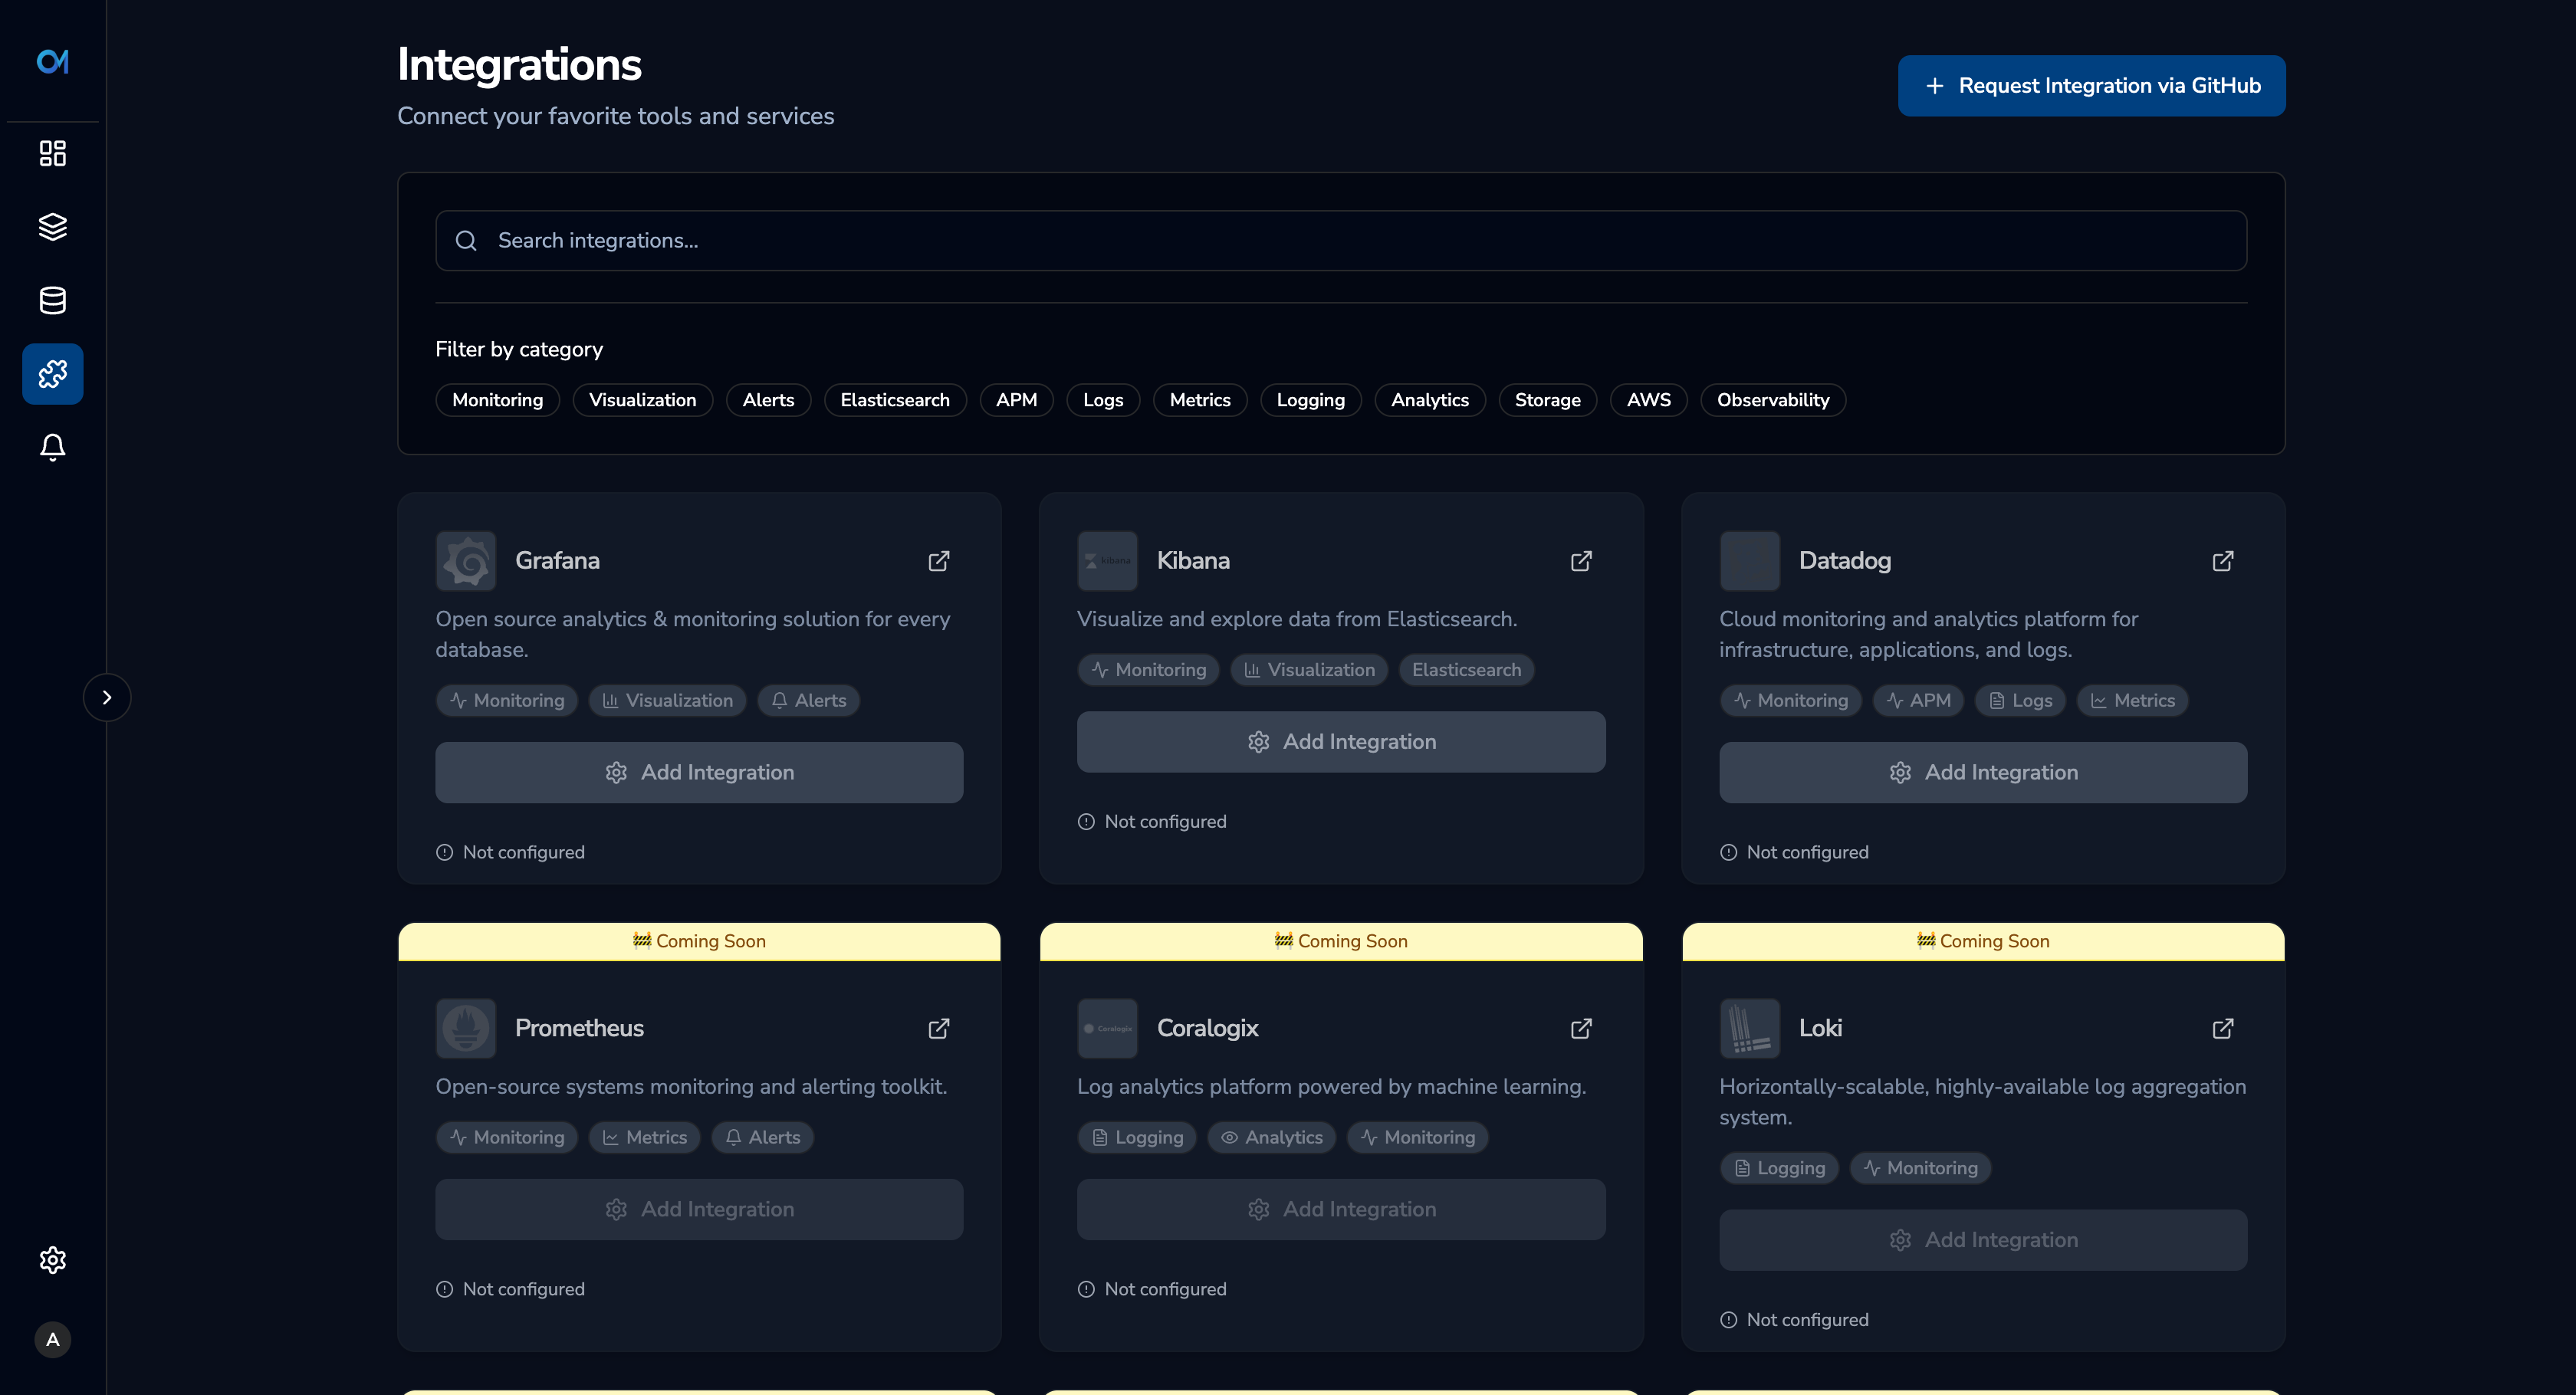 OM
Integrations
Connect your favorite tools and services
Request Integration via GitHub
Search integrations...
Filter by category
Monitoring Visualization Alerts Elasticsearch APM Logs Metrics Logging Analytics Storage AWS Observability
Grafana
Open source analytics & monitoring solution for every
database.
Monitoring Visualization Alerts
Add Integration
Not configured
kibana
Kibana
Visualize and explore data from Elasticsearch.
Monitoring Visualization Elasticsearch
Add Integration
Not configured
Datadog
Cloud monitoring and analytics platform for
infrastructure, applications, and logs.
Monitoring APM Logs Metrics
Add Integration
Not configured
🚧 Coming Soon
Prometheus
Open-source systems monitoring and alerting toolkit.
Monitoring Metrics Alerts
Add Integration
Not configured
🚧 Coming Soon
Coralogix
Coralogix
Log analytics platform powered by machine learning.
Logging Analytics Monitoring
Add Integration
Not configured
🚧 Coming Soon
Loki
Horizontally-scalable, highly-available log aggregation
system.
Logging Monitoring
Add Integration
Not configured
A